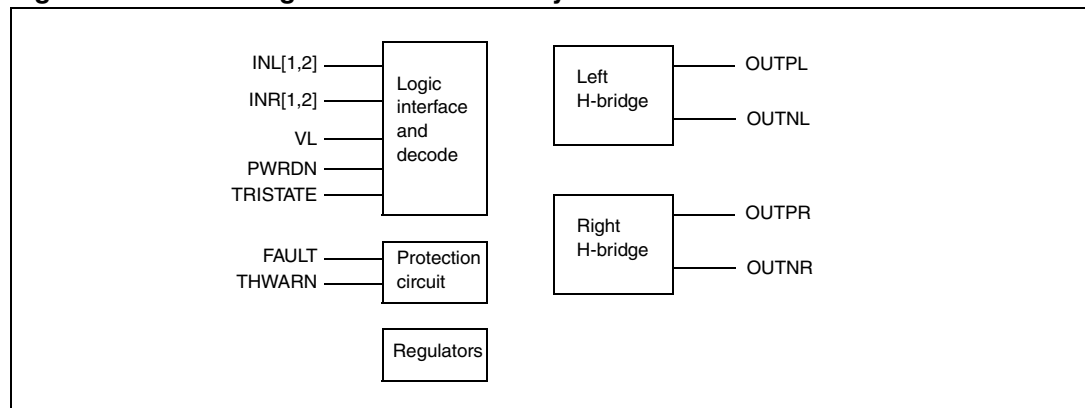 INL[1,2]
INR[1,2]
VL
PWRDN
TRISTATE
Logic
interface
and
decode
FAULT
THWARN
Protection
circuit
Regulators
Left
H-bridge
OUTPL
OUTNL
Right
H-bridge
OUTPR
OUTNR